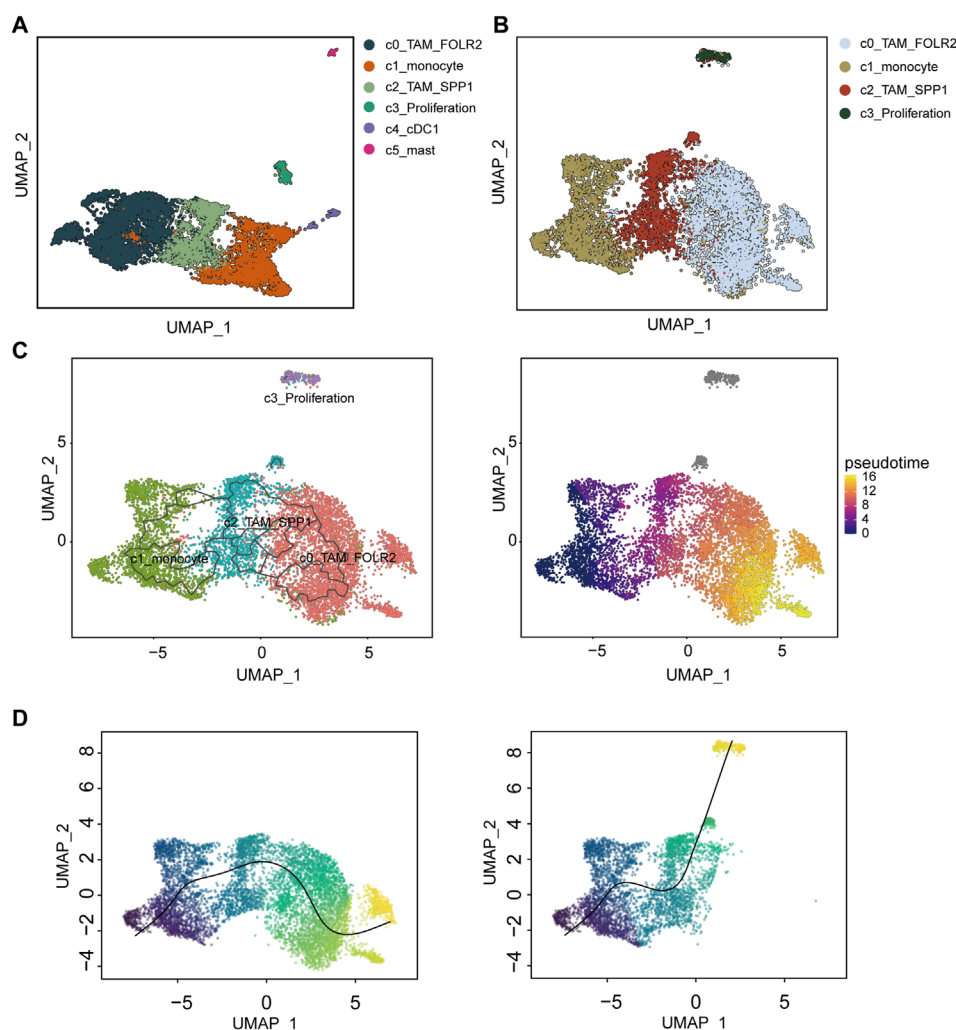 A
c0_TAM_FOLR2
c1_monocyte
c2_TAM_SPP1
c3_Proliferation
c4_cDC1
c5_mast
UMAP_2
UMAP_1
B
c0_TAM_FOLR2
c1_monocyte
c2_TAM_SPP1
c3_Proliferation
UMAP_2
UMAP_1
C
c3_Proliferation
c2_TAM_SPP1
c1_monocyte
c0_TAM_FOLR2
5
0
UMAP_2
−5 0 5
UMAP_1
5
0
UMAP_2
−5 0 5
UMAP_1
pseudotime
16
12
8
4
0
D
8
6
4
2
0
−2
−4
UMAP_2
−5 0 5
UMAP_1
8
6
4
2
0
−2
−4
UMAP_2
−5 0 5
UMAP_1